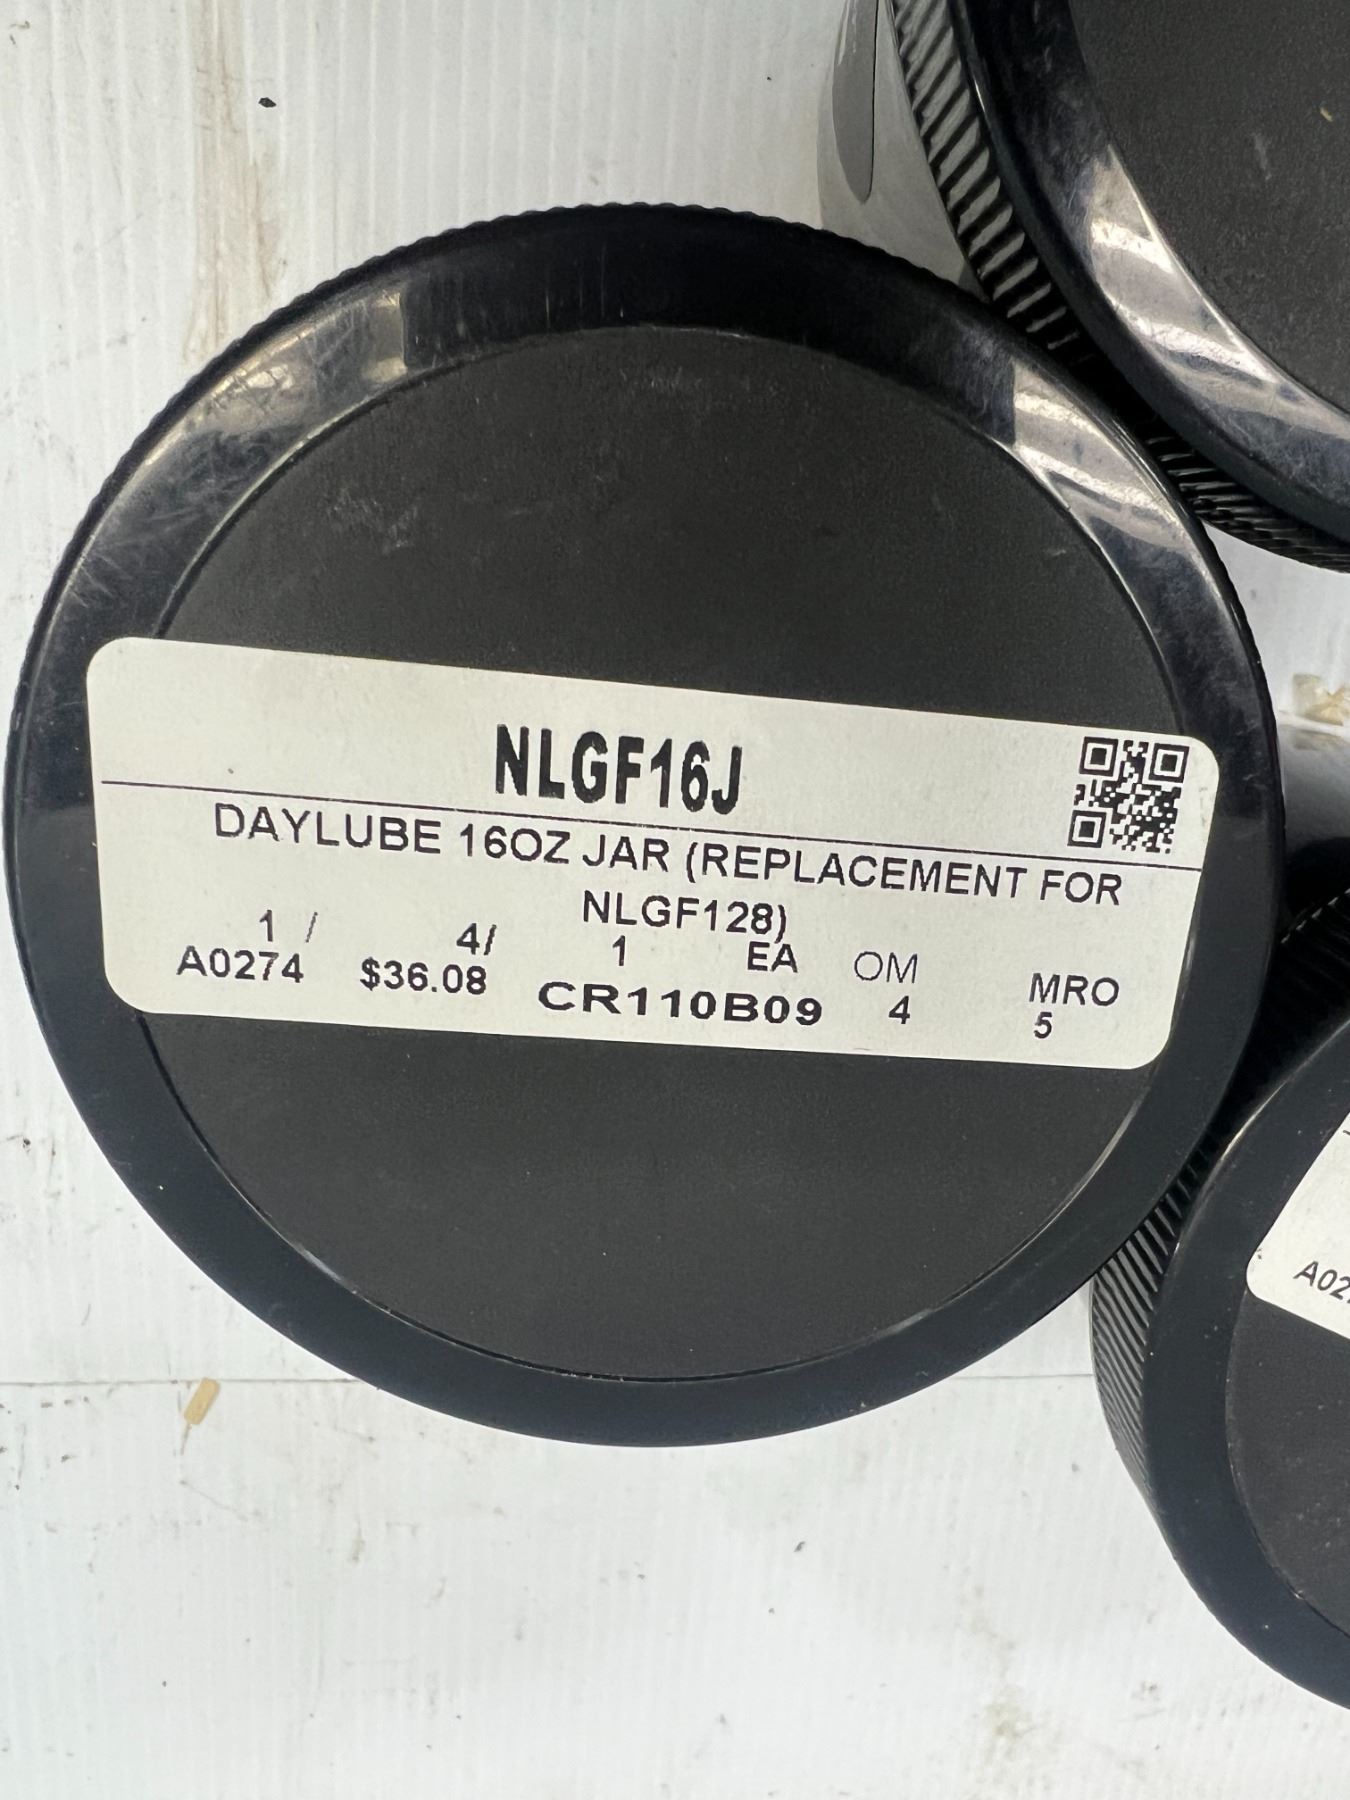 NLGF16J
DAYLUBE 16OZ JAR (REPLACEMENT FOR
NLGF128)
1 / 4/ 1 EA OM MRO
A0274 $36.08 CR110B09 4 5